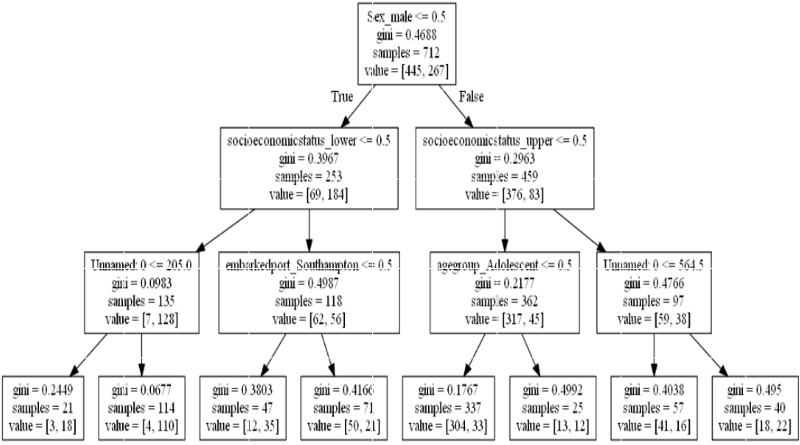 Sex_male <= 0.5
gini = 0.4688
samples = 712
value = [445, 267]
True
False
socioeconomicstatus_lower <= 0.5
gini = 0.3967
samples = 253
value = [69, 184]
socioeconomicstatus_upper <= 0.5
gini = 0.2963
samples = 459
value = [376, 83]
Unnamed: 0 <= 205.0
gini = 0.0983
samples = 135
value = [7, 128]
embarkedport_Southampton <= 0.5
gini = 0.4987
samples = 118
value = [62, 56]
agegroup_Adolescent <= 0.5
gini = 0.2177
samples = 362
value = [317, 45]
Unnamed: 0 <= 564.5
gini = 0.4766
samples = 97
value = [59, 38]
gini = 0.2449
samples = 21
value = [3, 18]
gini = 0.0677
samples = 114
value = [4, 110]
gini = 0.3803
samples = 47
value = [12, 35]
gini = 0.4166
samples = 71
value = [50, 21]
gini = 0.1767
samples = 337
value = [304, 33]
gini = 0.4992
samples = 25
value = [13, 12]
gini = 0.4038
samples = 57
value = [41, 16]
gini = 0.495
samples = 40
value = [18, 22]